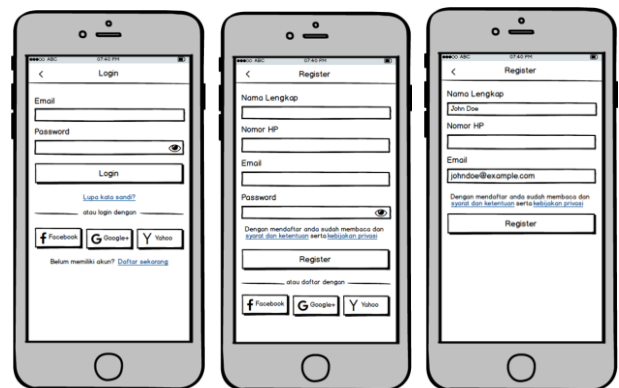 ABC 07:40 PM
Login
Email
Password
Login
Lupa kata sandi?
atau login dengan
Facebook Google+ Yahoo
Belum memiliki akun? Daftar sekarang
ABC 07:40 PM
Register
Nama Lengkap
Nomor HP
Email
Password
Dengan mendaftar anda sudah membaca dan
syarat dan ketentuan serta kebijakan privasi
Register
atau daftar dengan
Facebook Google+ Yahoo
ABC 07:40 PM
Register
Nama Lengkap
John Doe
Nomor HP
Email
johndoe@example.com
Dengan mendaftar anda sudah membaca dan
syarat dan ketentuan serta kebijakan privasi
Register